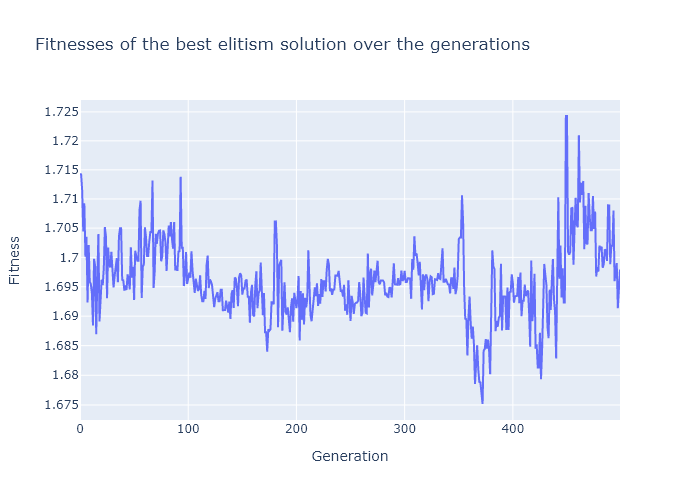 Fitnesses of the best elitism solution over the generations
1.725
1.72
1.715
1.71
1.705
1.7
1.695
1.69
1.685
1.68
1.675
Fitness
0 100 200 300 400
Generation